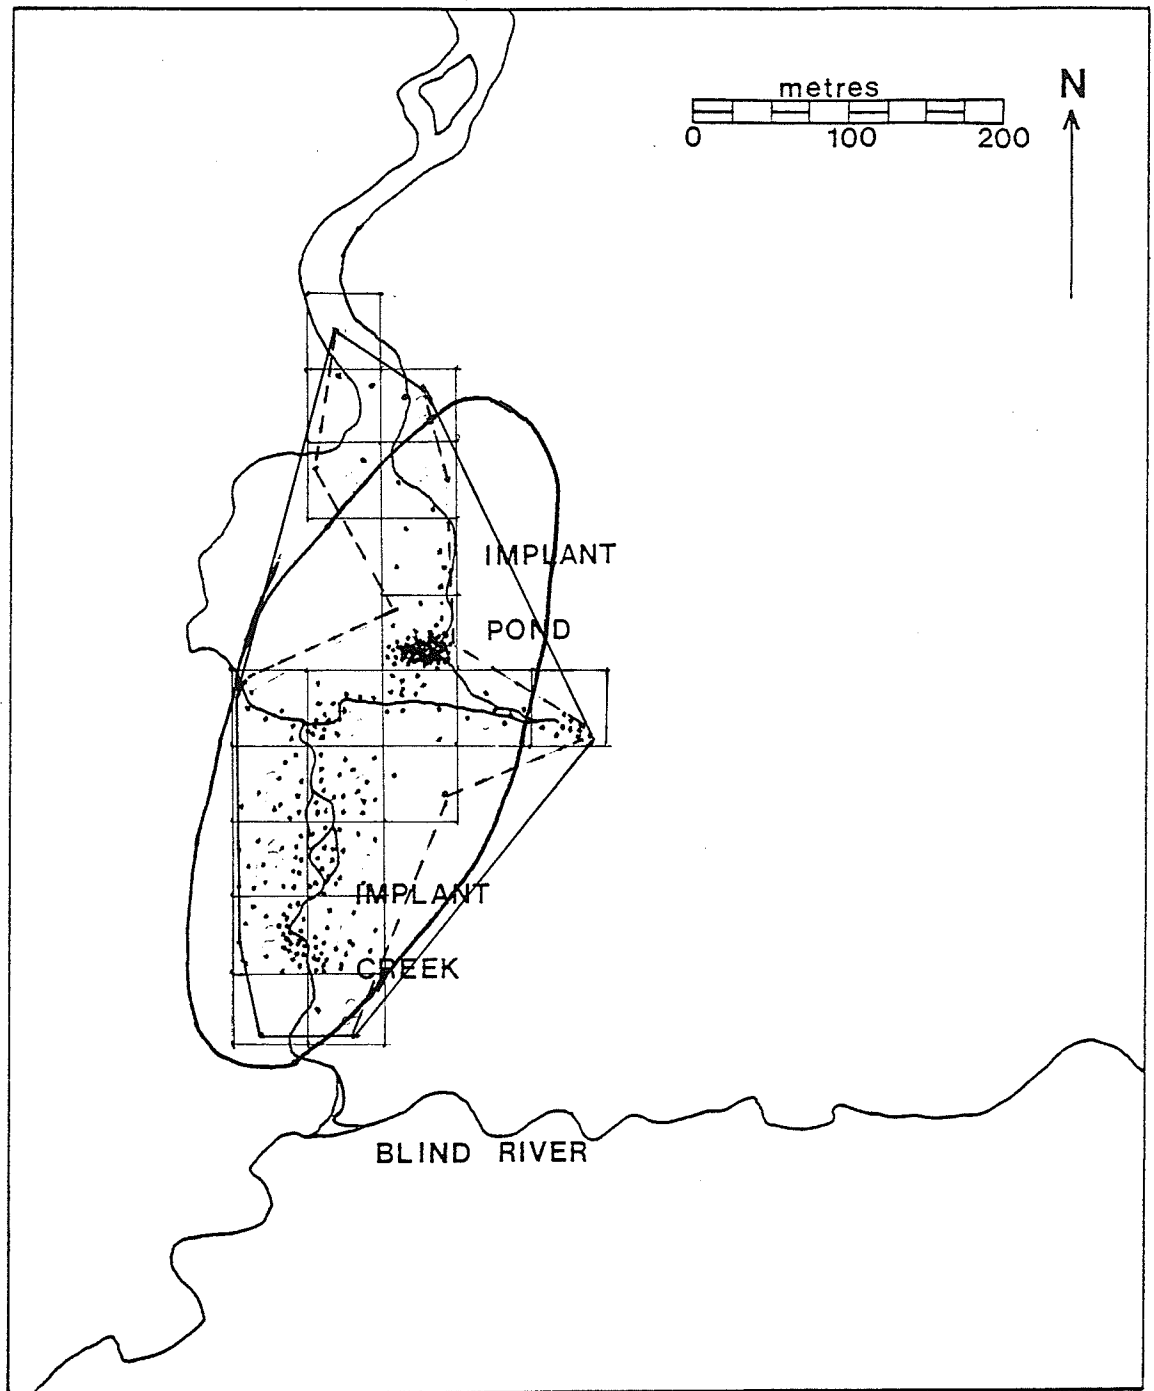 metres
N
0 100 200
IMPLANT
POND
IMPLANT
CREEK
BLIND RIVER